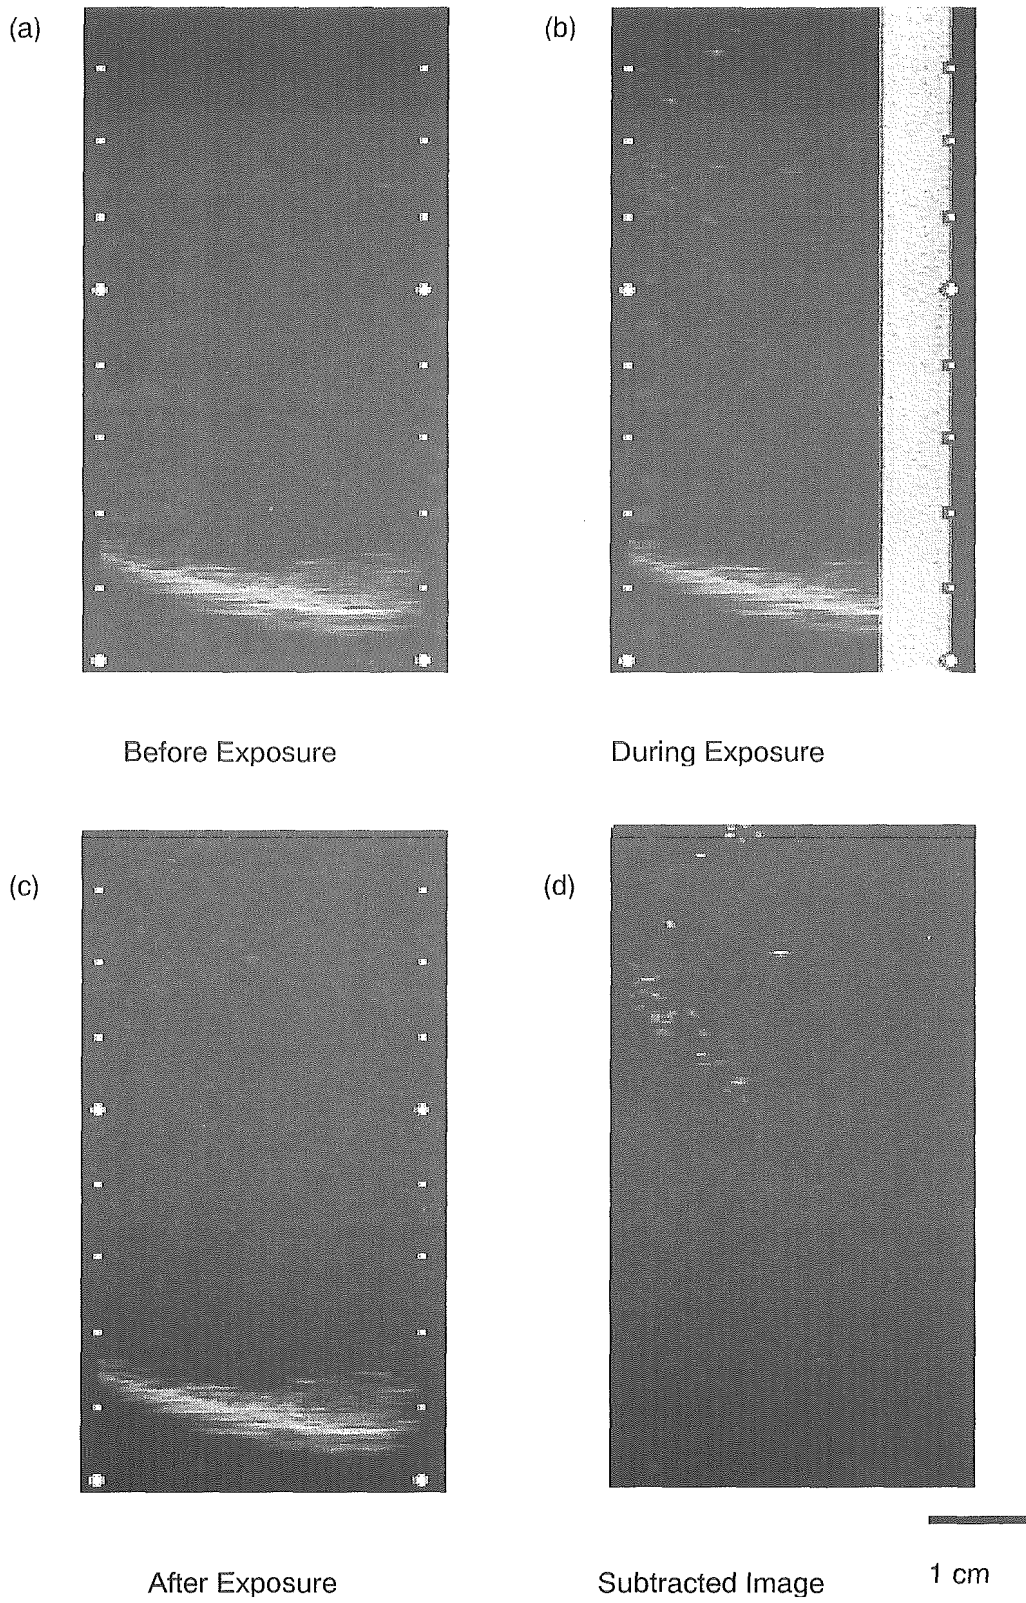 (a)
(b)
Before Exposure
During Exposure
(c)
(d)
After Exposure
Subtracted Image
1 cm